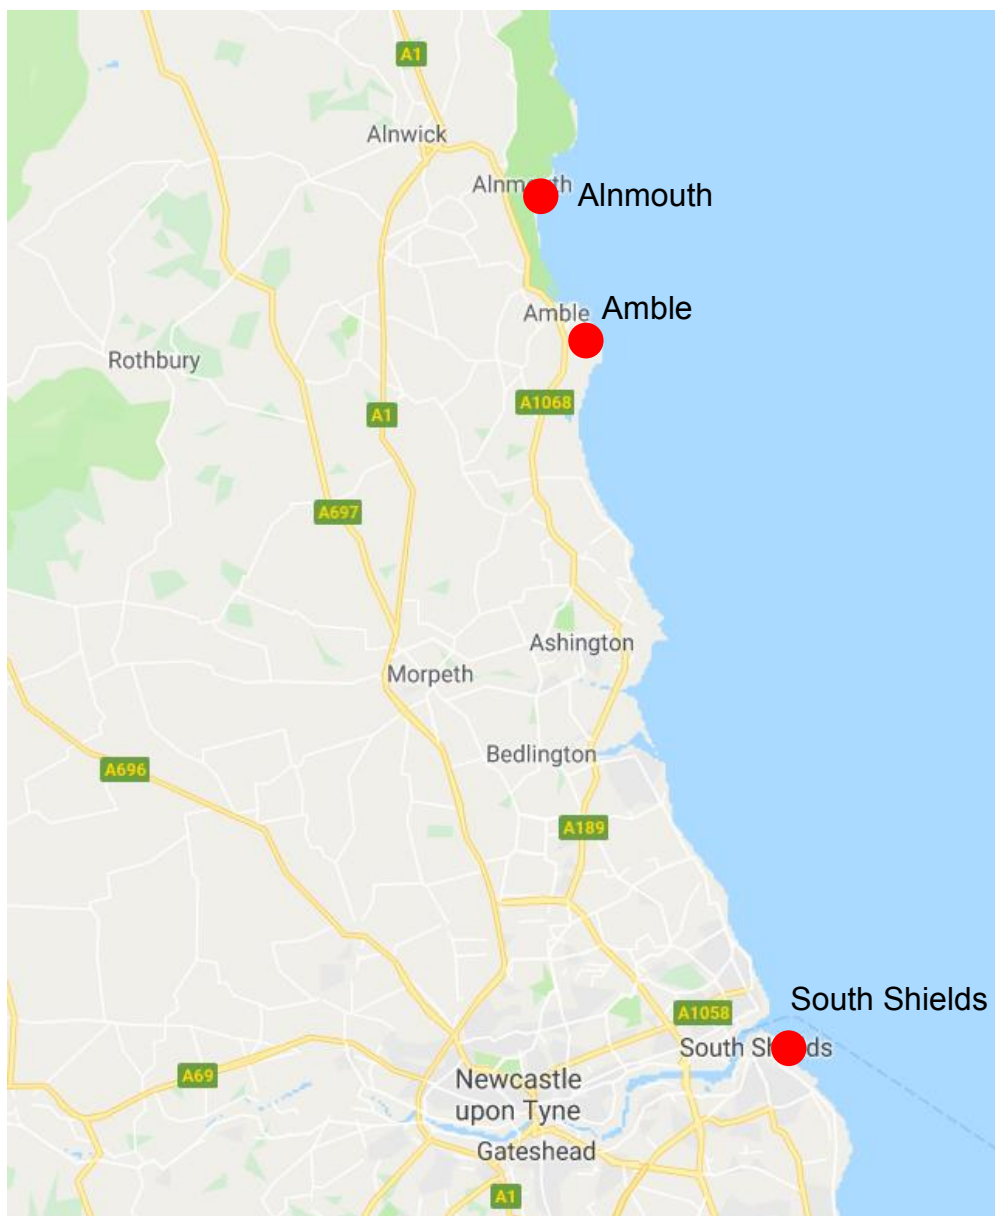 A1
Alnwick
Alnmouth
Alnmouth
Amble
Amble
Rothbury
A1
A1068
A697
Ashington
Morpeth
Bedlington
A696
A189
South Shields
A1058
South Shields
A69
Newcastle
upon Tyne
Gateshead
A1